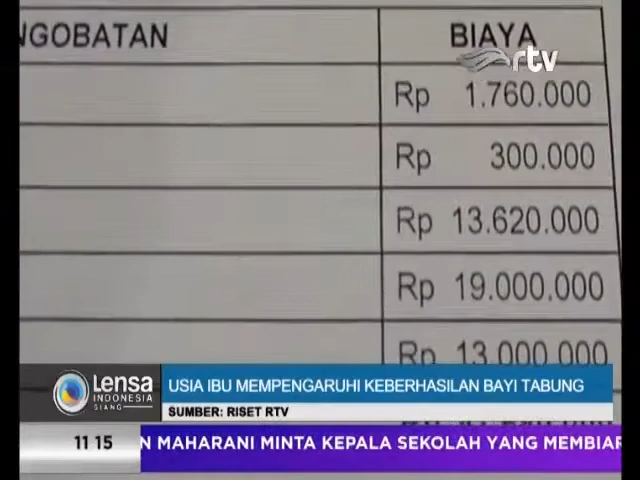 NGOBATAN BIAYA
rtv
Rp 1.760.000
Rp 300.000
Rp 13.620.000
Rp 19.000.000
Rp 13.000.000
Lensa
INDONESIA
SIANG
USIA IBU MEMPENGARUHI KEBERHASILAN BAYI TABUNG
SUMBER: RISET RTV
11 15
N MAHARANI MINTA KEPALA SEKOLAH YANG MEMBIAR